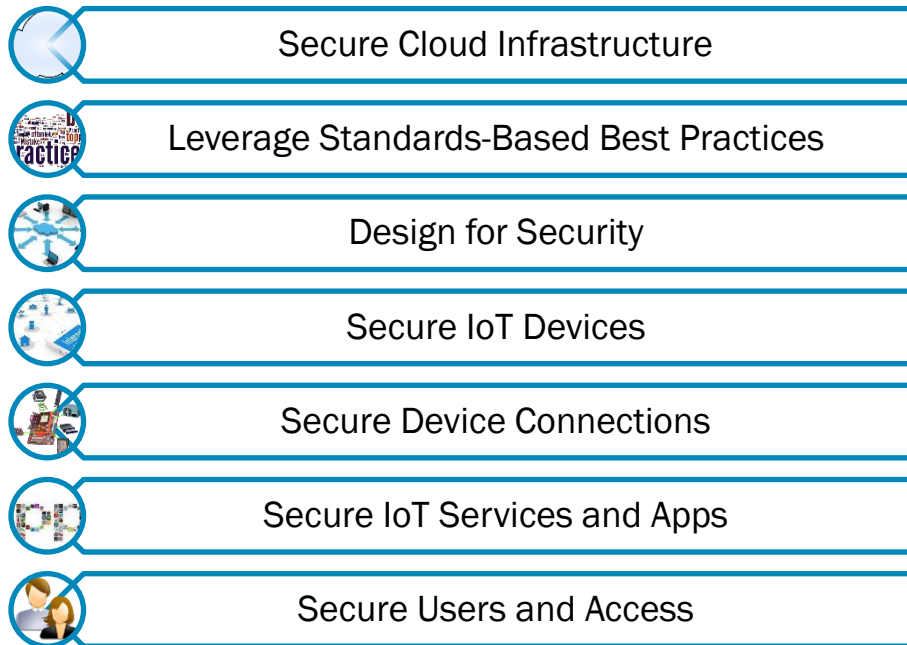 Secure Cloud Infrastructure
Leverage Standards-Based Best Practices
ractice
Design for Security
Secure IoT Devices
Secure Device Connections
Secure IoT Services and Apps
Secure Users and Access